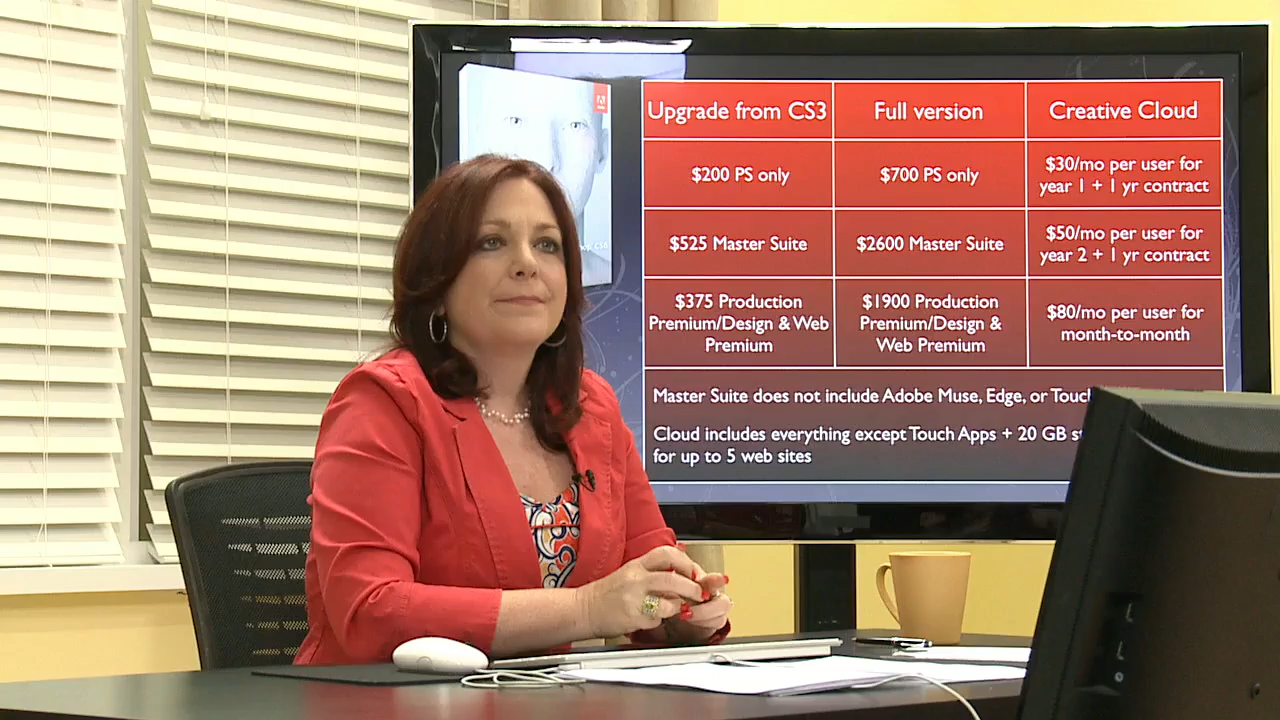 Upgrade from CS3
Full version
Creative Cloud
$200 PS only
$700 PS only
$30/mo per user for
year 1 + 1 yr contract
$525 Master Suite
$2600 Master Suite
$50/mo per user for
year 2 + 1 yr contract
$375 Production
Premium/Design & Web
Premium
$1900 Production
Premium/Design &
Web Premium
$80/mo per user for
month-to-month
Master Suite does not include Adobe Muse, Edge, or Touch
Cloud includes everything except Touch Apps + 20 GB
for up to 5 web sites
CS6